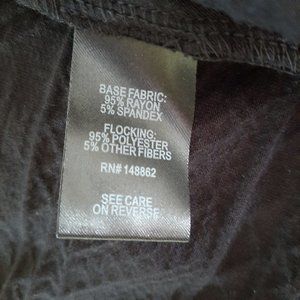 BASE FABRIC:
95% RAYON
5% SPANDEX
FLOCKING:
95% POLYESTER
5% OTHER FIBERS
RN# 148862
SEE CARE
ON REVERSE